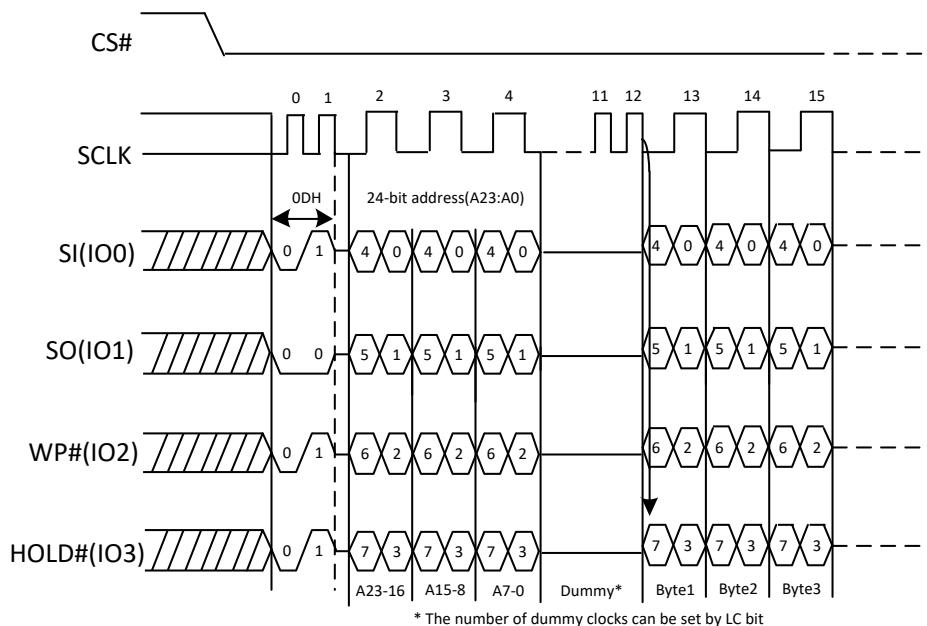 CS#
0 1 2 3 4 11 12 13 14 15
SCLK
0DH 24-bit address(A23:A0)
SI(IO0) 0 1 4 0 4 0 4 0 4 0 4 0 4 0
SO(IO1) 0 0 5 1 5 1 5 1 5 1 5 1 5 1
WP#(IO2) 0 1 6 2 6 2 6 2 6 2 6 2 6 2
HOLD#(IO3) 0 1 7 3 7 3 7 3 7 3 7 3 7 3
A23-16 A15-8 A7-0 Dummy* Byte1 Byte2 Byte3
* The number of dummy clocks can be set by LC bit